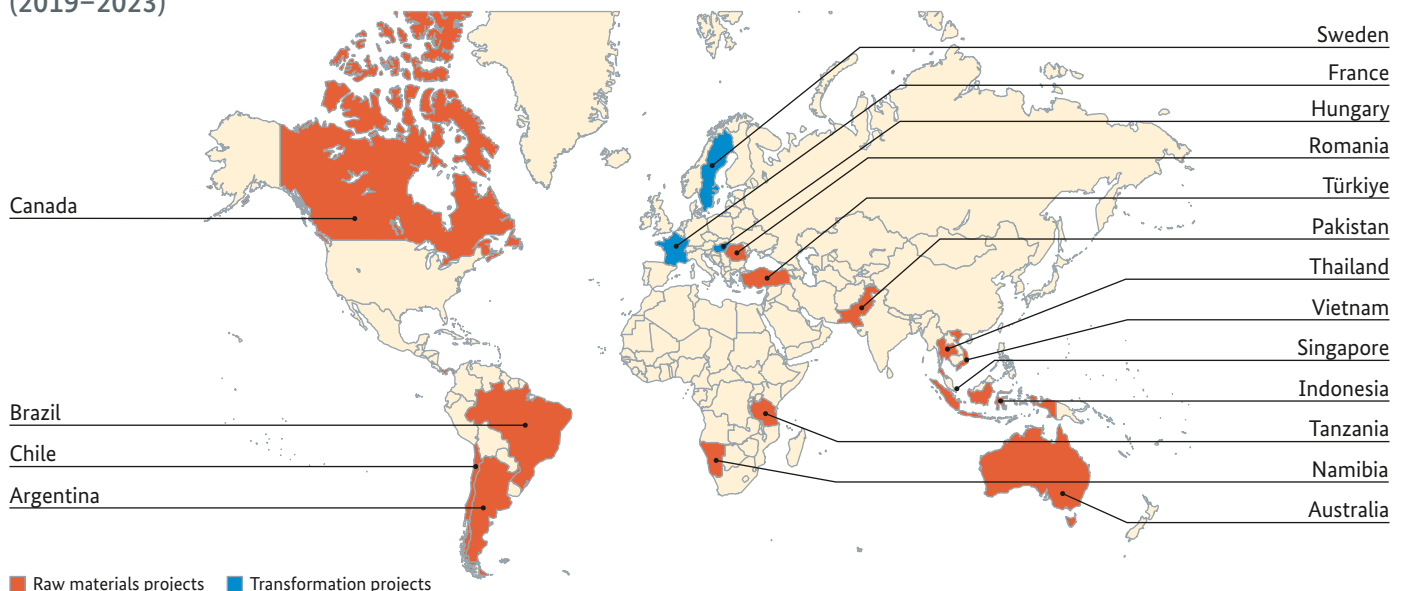 (2019–2023)
Sweden
France
Hungary
Romania
Türkiye
Pakistan
Thailand
Vietnam
Singapore
Indonesia
Tanzania
Namibia
Australia
Canada
Brazil
Chile
Argentina
Raw materials projects
Transformation projects